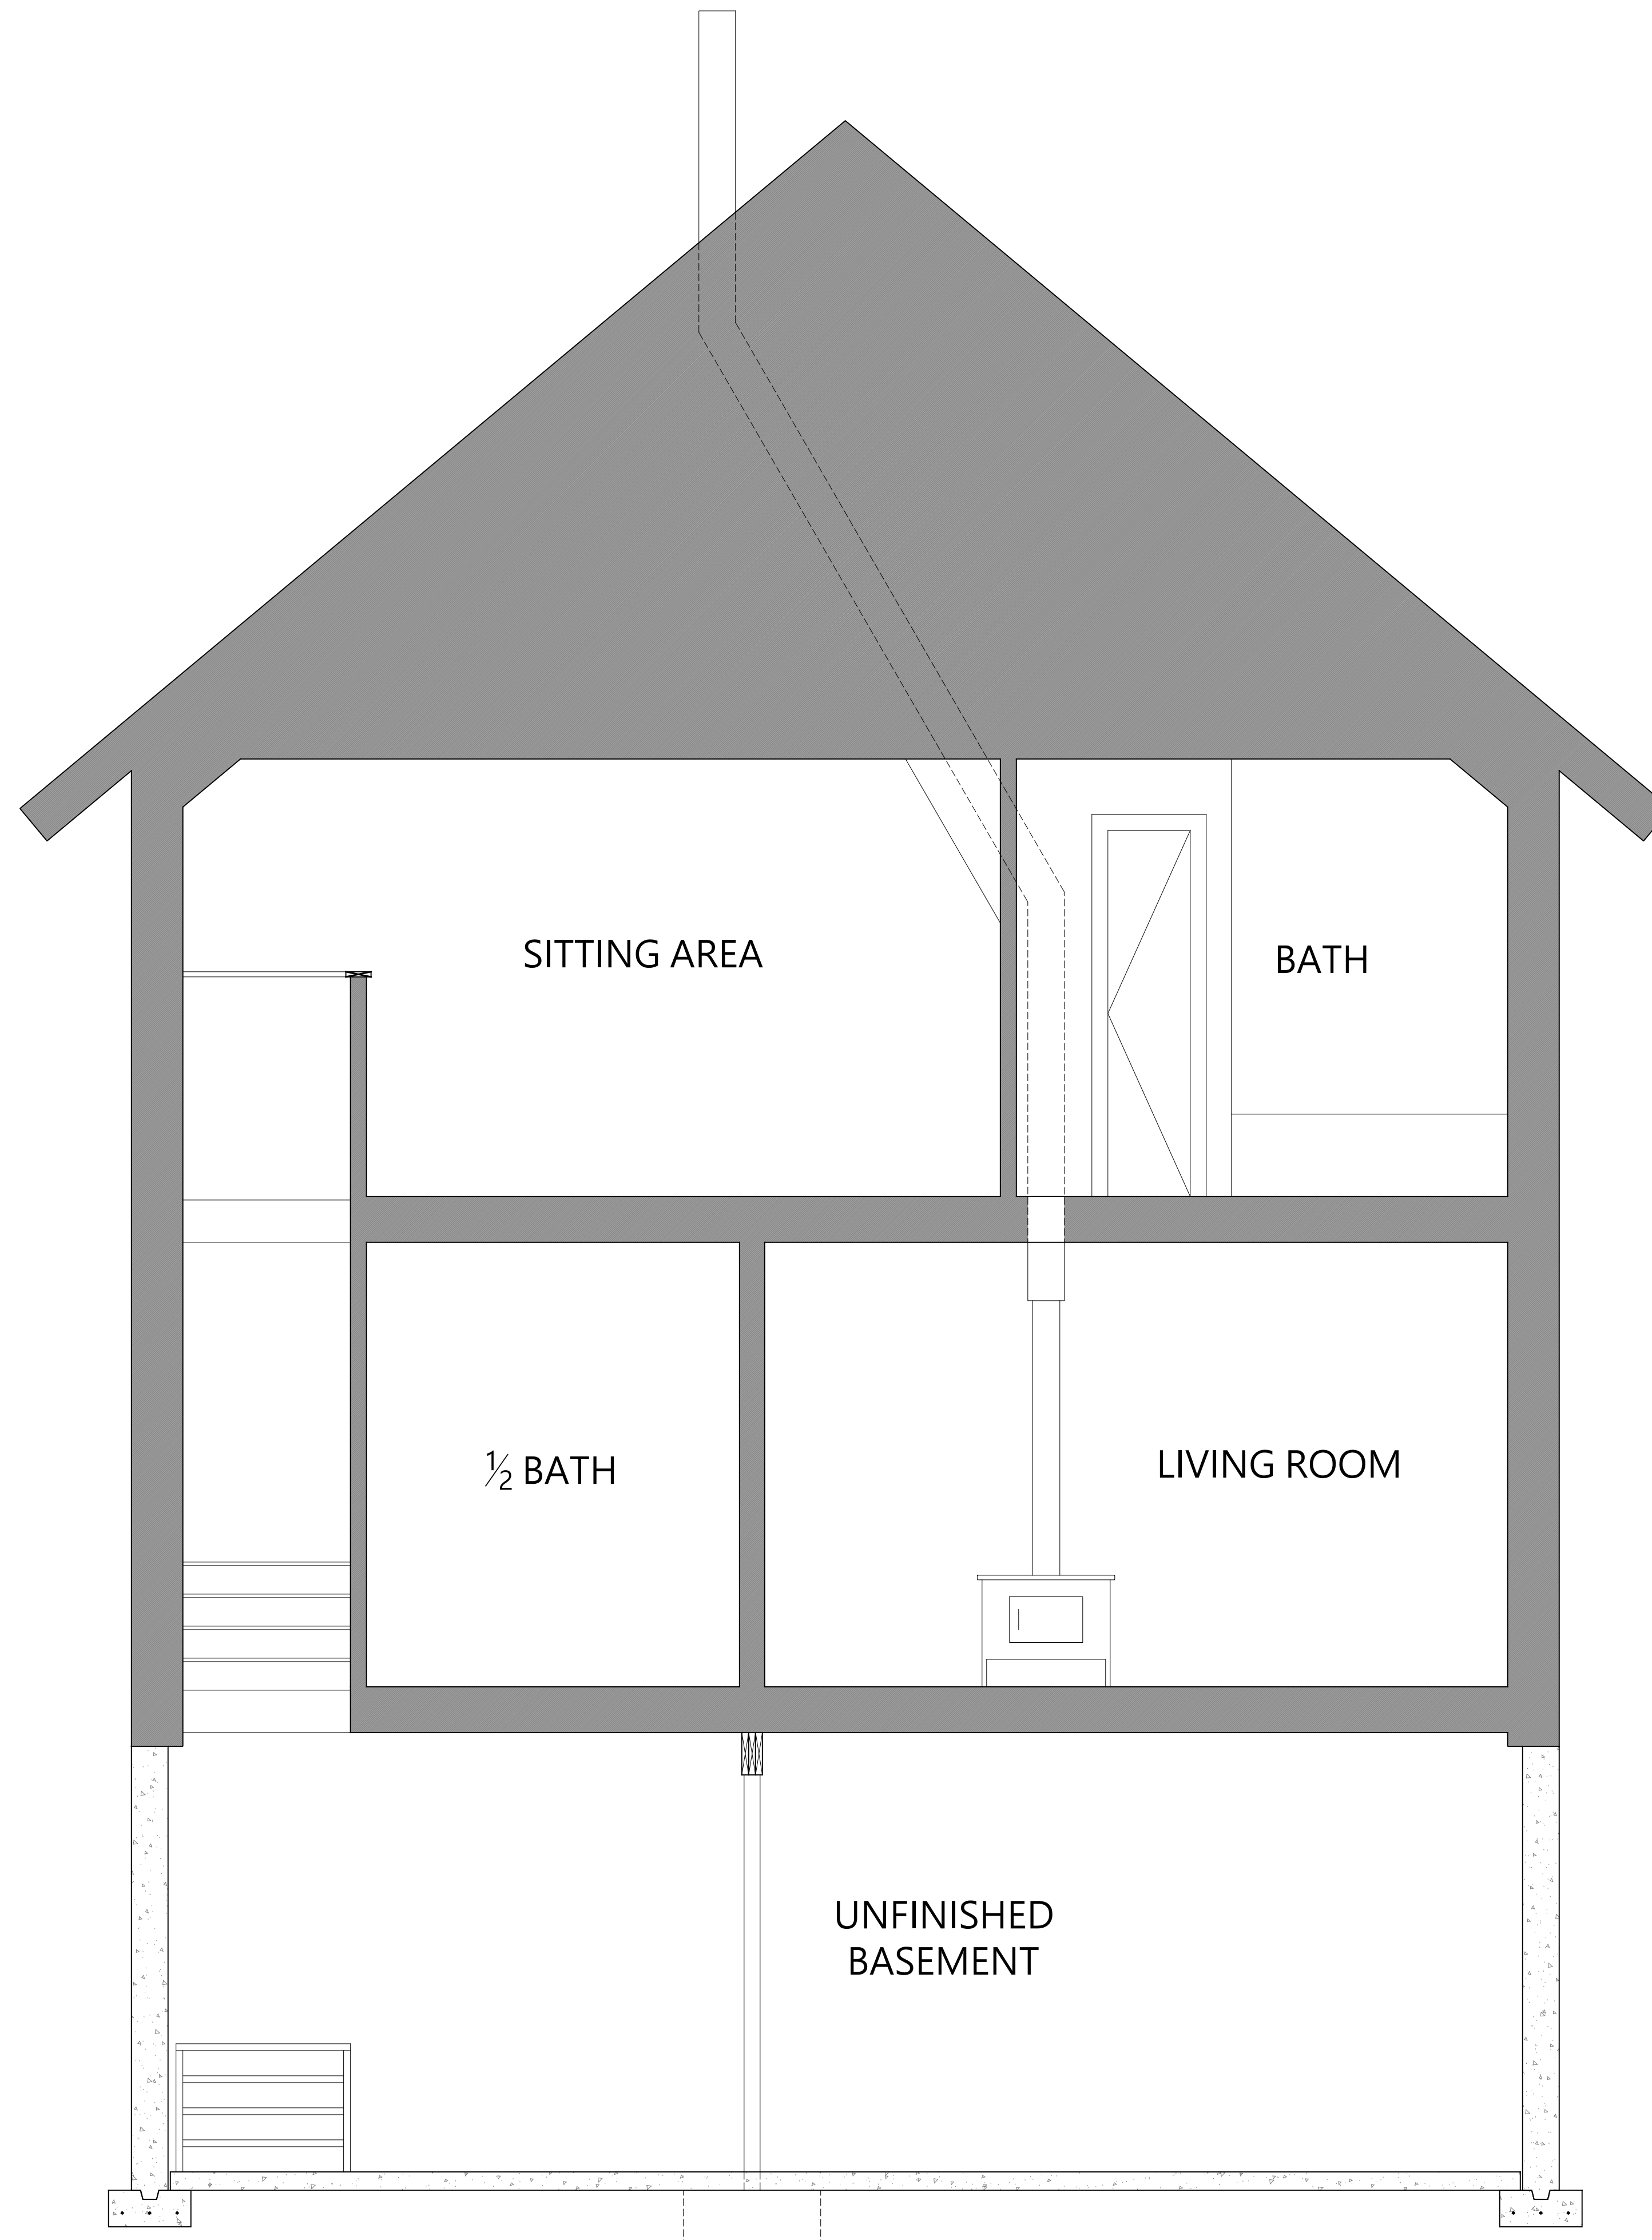 SITTING AREA
BATH
½ BATH
LIVING ROOM
UNFINISHED
BASEMENT